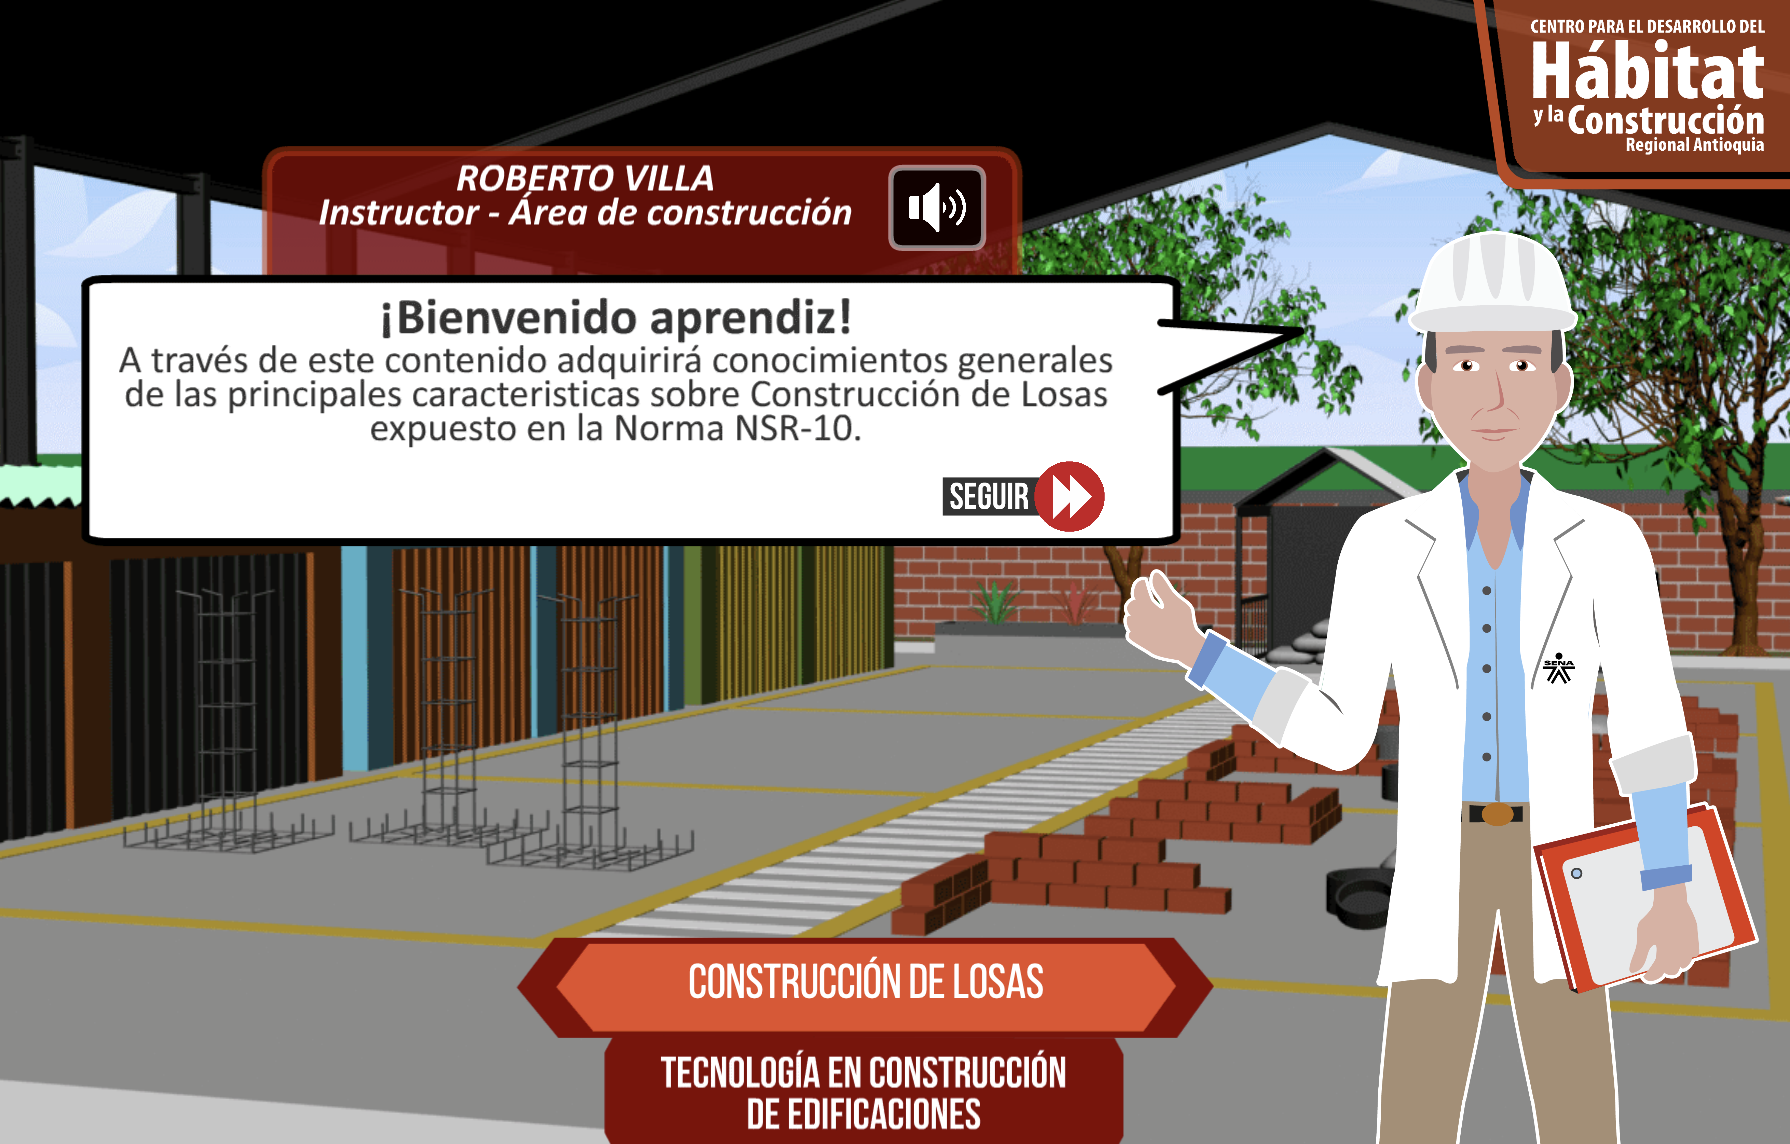 CENTRO PARA EL DESARROLLO DEL
Hábitat
y la Construcción
Regional Antioquia
ROBERTO VILLA
Instructor - Área de construcción
¡Bienvenido aprendiz!
A través de este contenido adquirirá conocimientos generales
de las principales caracteristicas sobre Construcción de Losas
expuesto en la Norma NSR-10.
SEGUIR
SENA
CONSTRUCCIÓN DE LOSAS
TECNOLOGÍA EN CONSTRUCCIÓN
DE EDIFICACIONES